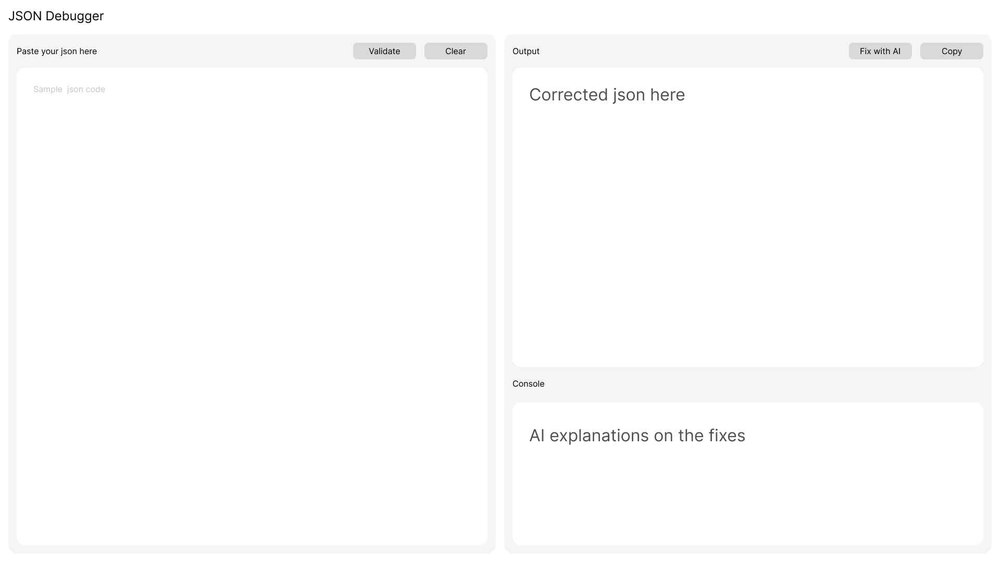 JSON Debugger
Paste your json here
Validate
Clear
Sample  json code
Output
Fix with AI
Copy
Corrected json here
Console
AI explanations on the fixes